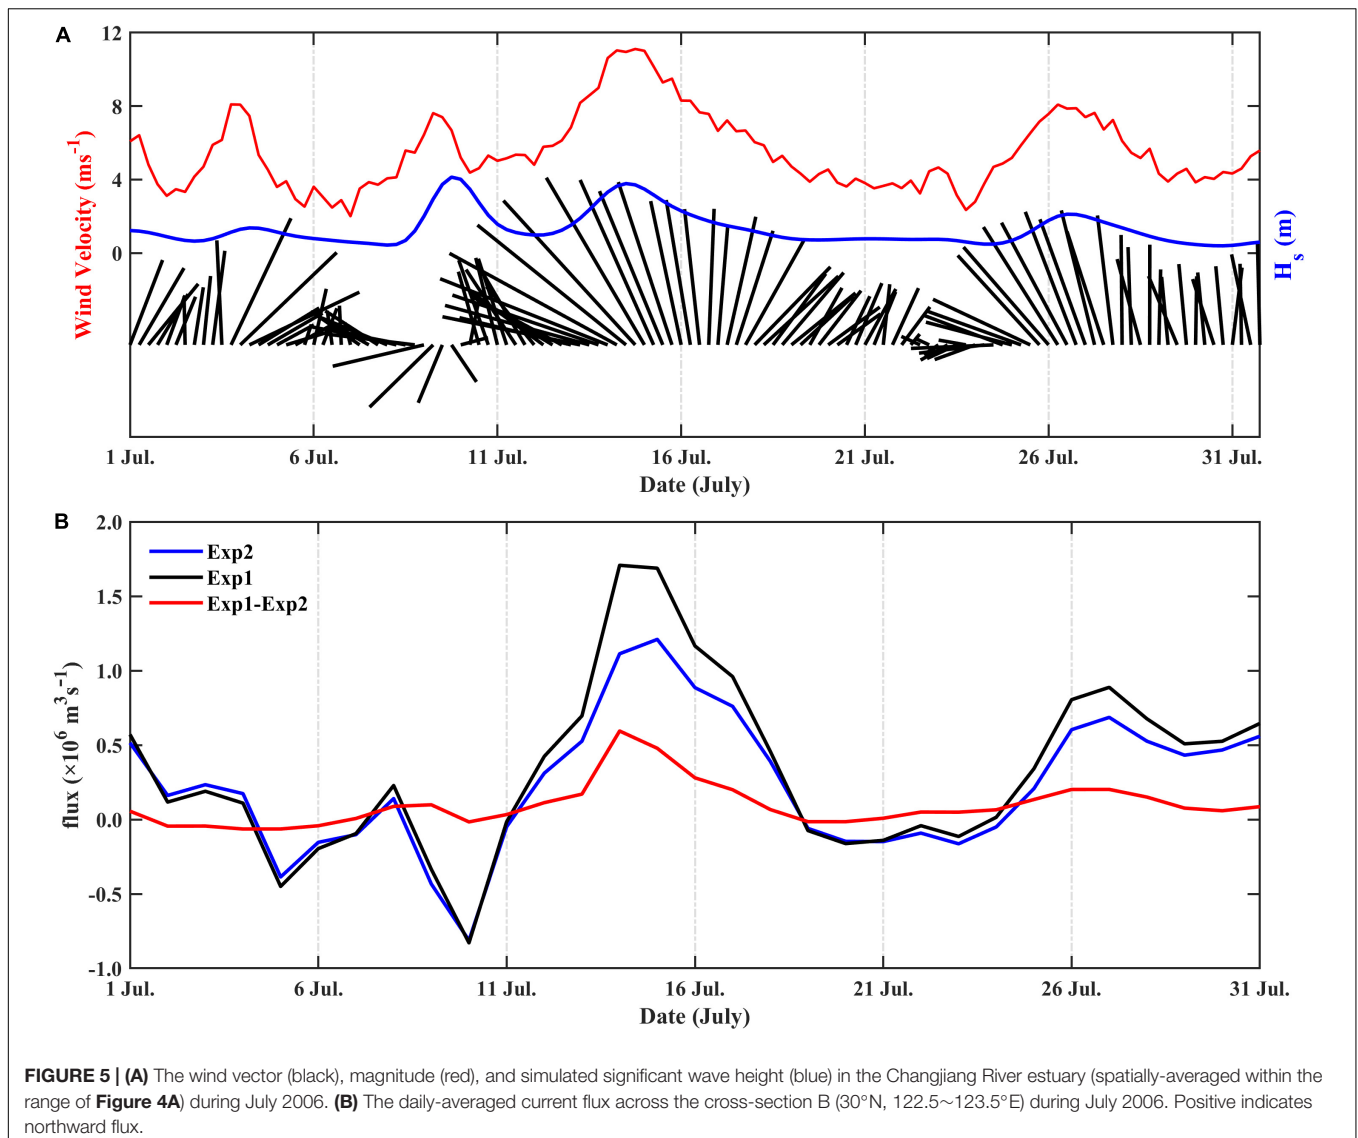 A
12
8
4
0
Wind Velocity (ms-1)
Hs (m)
1 Jul.
6 Jul.
11 Jul.
16 Jul.
21 Jul.
26 Jul.
31 Jul.
Date (July)
B
2.0
1.5
1.0
0.5
0.0
-0.5
-1.0
flux (×10⁶ m³s⁻¹)
Exp2
Exp1
Exp1-Exp2
1 Jul.
6 Jul.
11 Jul.
16 Jul.
21 Jul.
26 Jul.
31 Jul.
Date (July)
FIGURE 5 | (A) The wind vector (black), magnitude (red), and simulated significant wave height (blue) in the Changjiang River estuary (spatially-averaged within the
range of Figure 4A) during July 2006. (B) The daily-averaged current flux across the cross-section B (30°N, 122.5~123.5°E) during July 2006. Positive indicates
northward flux.